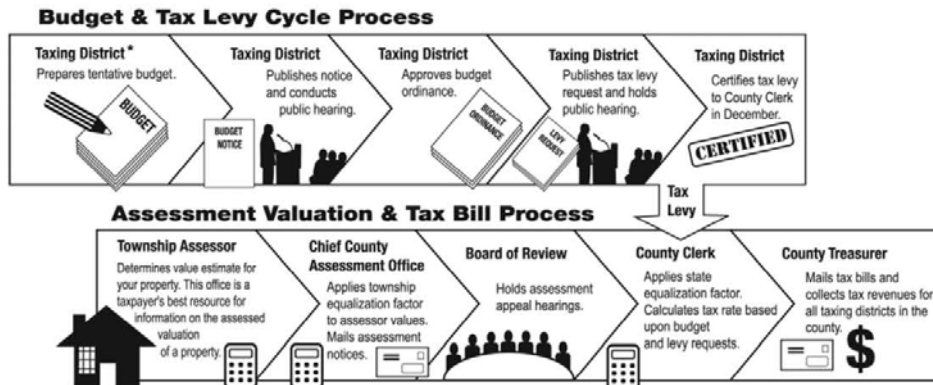 Budget & Tax Levy Cycle Process
Taxing District*
Prepares tentative budget.
BUDGET
Taxing District
Publishes notice
and conducts
public hearing.
BUDGET
NOTICE
Taxing District
Approves budget
ordinance.
BUDGET
ORDINANCE
Taxing District
Publishes tax levy
request and holds
public hearing.
LEVY
REQUEST
Taxing District
Certifies tax levy
to County Clerk
in December.
CERTIFIED
Tax
Levy
Assessment Valuation & Tax Bill Process
Township Assessor
Determines value estimate for
your property. This office is a
taxpayer's best resource for
information on the assessed
valuation
of a property.
Chief County
Assessment Office
Applies township
equalization factor
to assessor values.
Mails assessment
notices.
Board of Review
Holds assessment
appeal hearings.
County Clerk
Applies state
equalization factor.
Calculates tax rate based
upon budget
and levy requests.
County Treasurer
Mails tax bills and
collects tax revenues for
all taxing districts in the
county.
$